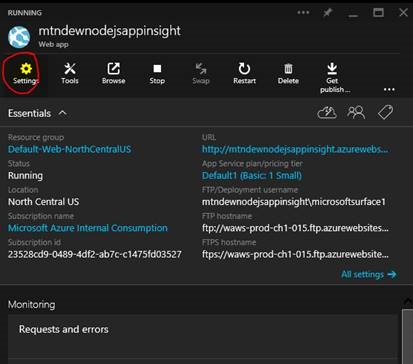 RUNNING
mtndewnodejsappinsight
Web app
Settings Tools Browse Stop Swap Restart Delete Get publish...
Essentials
Resource group
Default-Web-NorthCentralUS
Status
Running
Location
North Central US
Subscription name
Microsoft Azure Internal Consumption
Subscription id
23528cd9-0489-4df2-ab7c-c1475fd03527
URL
http://mtndewnodejsappinsight.azurewebs...
App Service plan/pricing tier
Default1 (Basic: 1 Small)
FTP/Deployment username
mtndewnodejsappinsight\microsoftsurface1
FTP hostname
ftp://waws-prod-ch1-015.ftp.azurewebsites...
FTPS hostname
ftps://waws-prod-ch1-015.ftp.azurewebsite...
All settings
Monitoring
Requests and errors